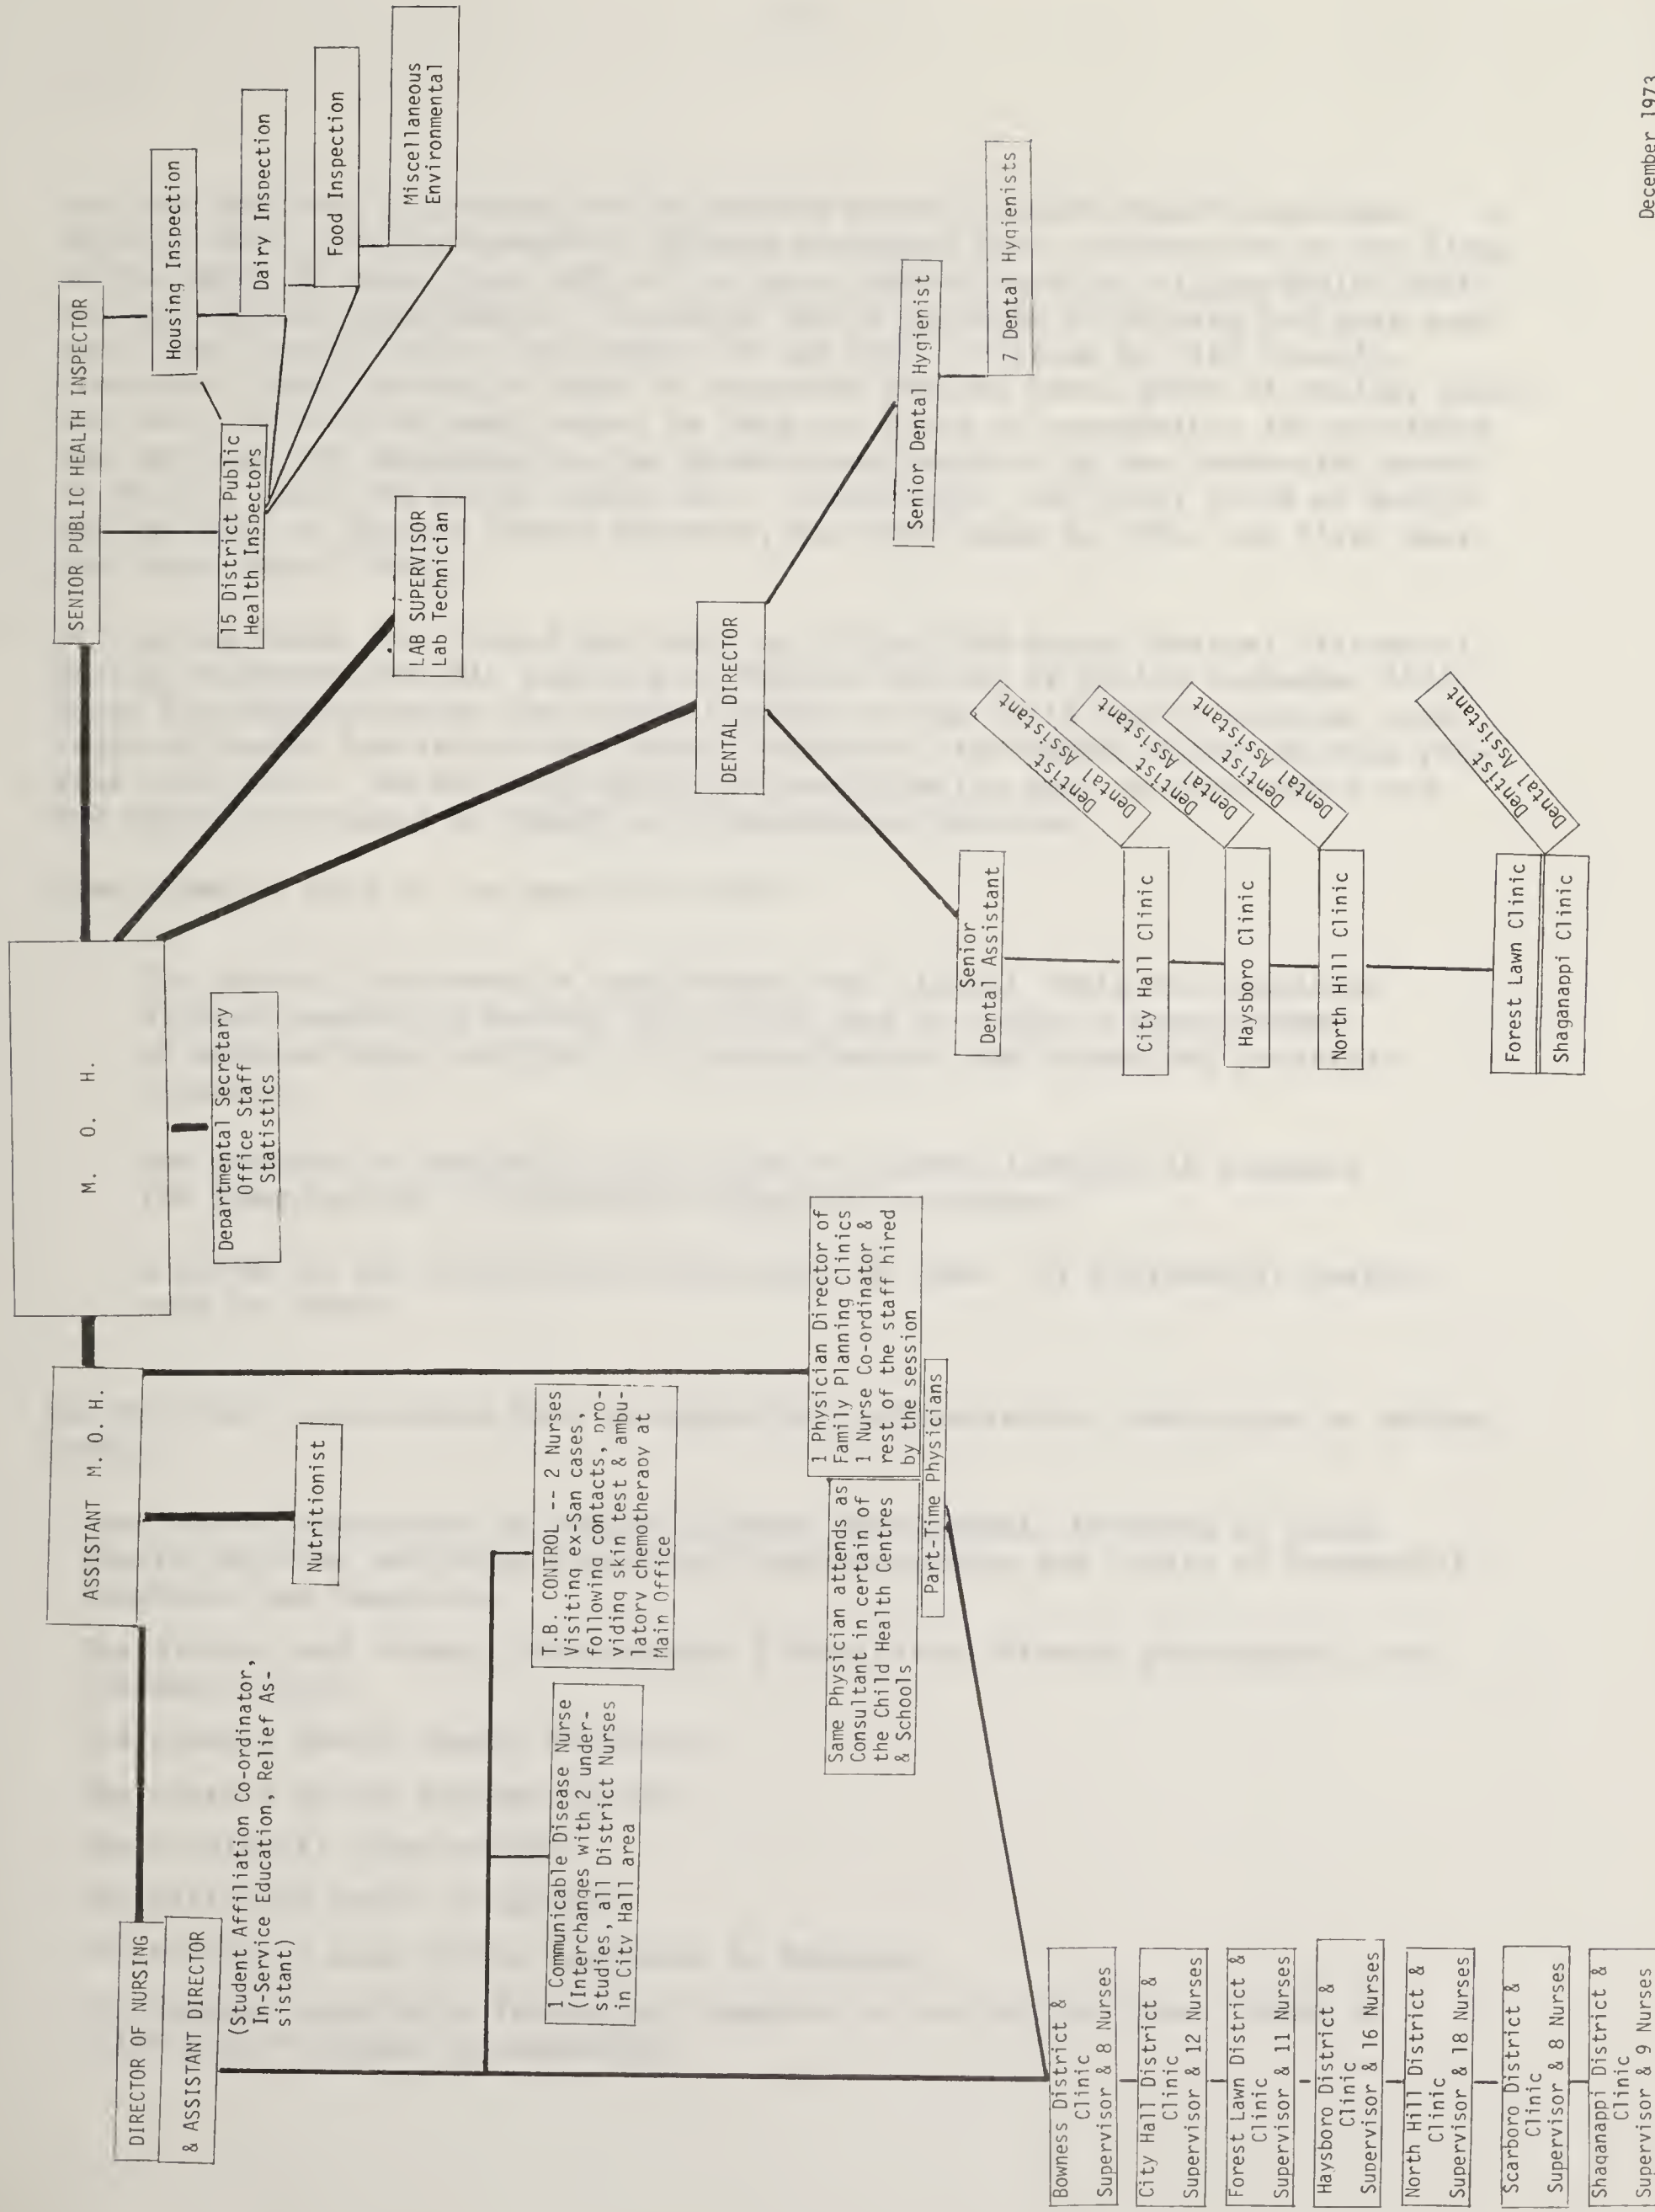 M. O. H.
Departmental Secretary
Office Staff
Statistics
ASSISTANT M. O. H.
Nutritionist
DIRECTOR OF NURSING
& ASSISTANT DIRECTOR
(Student Affiliation Co-ordinator,
In-Service Education, Relief As-
sistant)
1 Communicable Disease Nurse
(Interchanges with 2 under-
studies, all District Nurses
in City Hall area
T.B. CONTROL -- 2 Nurses
Visiting ex-San cases,
following contacts, pro-
viding skin test & ambu-
latory chemotherapy at
Main Office
1 Physician Director of
Family Planning Clinics
1 Nurse Co-ordinator &
rest of the staff hired
by the session
Same Physician attends as
Consultant in certain of
the Child Health Centres
& Schools
Part-Time Physicians
Bowness District &
Clinic
Supervisor & 8 Nurses
City Hall District &
Clinic
Supervisor & 12 Nurses
Forest Lawn District &
Clinic
Supervisor & 11 Nurses
Haysboro District &
Clinic
Supervisor & 16 Nurses
North Hill District &
Clinic
Supervisor & 18 Nurses
Scarboro District &
Clinic
Supervisor & 8 Nurses
Shaganappi District &
Clinic
Supervisor & 9 Nurses
SENIOR PUBLIC HEALTH INSPECTOR
15 District Public
Health Inspectors
Housing Inspection
Dairy Inspection
Food Inspection
Miscellaneous
Environmental
LAB SUPERVISOR
Lab Technician
DENTAL DIRECTOR
Senior
Dental Assistant
City Hall Clinic
Dentist
Dental Assistant
Haysboro Clinic
Dentist
Dental Assistant
North Hill Clinic
Dentist
Dental Assistant
Forest Lawn Clinic
Shaganappi Clinic
Dentist
Dental Assistant
Senior Dental Hygienist
7 Dental Hygienists
December 1973